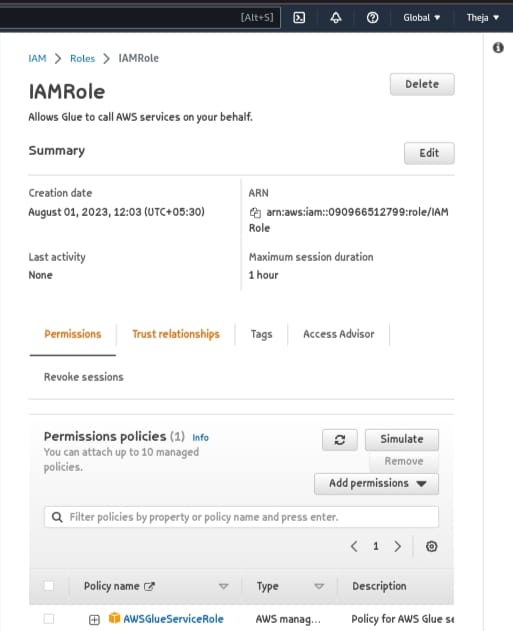 [Alt+S] Global Theja
IAM > Roles > IAMRole
IAMRole
Delete
Allows Glue to call AWS services on your behalf.
Summary
Edit
Creation date
August 01, 2023, 12:03 (UTC+05:30)
ARN
arn:aws:iam::090966512799:role/IAM
Role
Last activity
None
Maximum session duration
1 hour
Permissions Trust relationships Tags Access Advisor
Revoke sessions
Permissions policies (1) Info
You can attach up to 10 managed
policies.
Simulate
Remove
Add permissions
Filter policies by property or policy name and press enter.
< 1 >
Policy name Type Description
AWSGlueServiceRole AWS manag... Policy for AWS Glue se